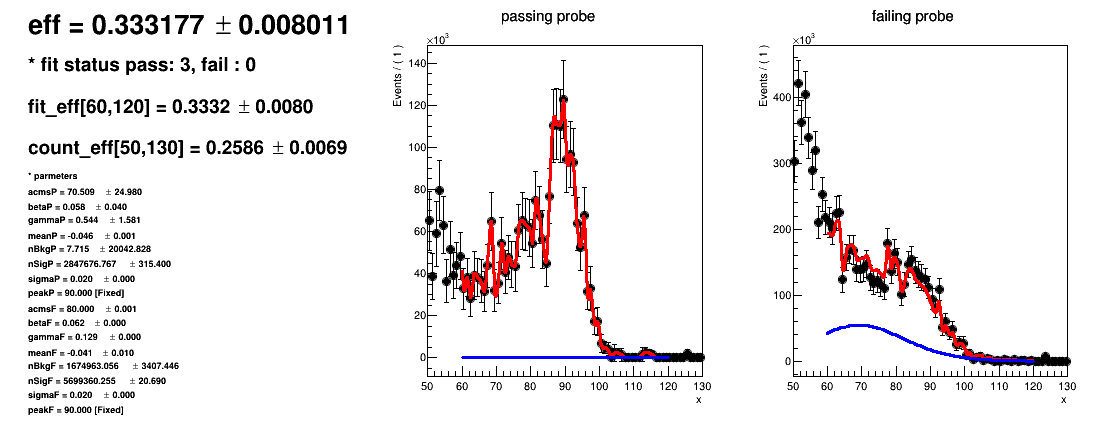 eff = 0.333177 ± 0.008011
* fit status pass: 3, fail : 0
fit_eff[60,120] = 0.3332 ± 0.0080
count_eff[50,130] = 0.2586 ± 0.0069
* parmeters
acmsP = 70.509 ± 24.980
betaP = 0.058 ± 0.040
gammaP = 0.544 ± 1.581
meanP = -0.046 ± 0.001
nBkgP = 7.715 ± 20042.828
nSigP = 2847676.767 ± 315.400
sigmaP = 0.020 ± 0.000
peakP = 90.000 [Fixed]
acmsF = 80.000 ± 0.001
betaF = 0.062 ± 0.000
gammaF = 0.129 ± 0.000
meanF = -0.041 ± 0.010
nBkgF = 1674963.056 ± 3407.446
nSigF = 5699360.255 ± 20.690
sigmaF = 0.020 ± 0.000
peakF = 90.000 [Fixed]
passing probe
×10³
Events / ( 1 )
140
120
100
80
60
40
20
0
50 60 70 80 90 100 110 120 130
x
failing probe
×10³
Events / ( 1 )
400
300
200
100
0
50 60 70 80 90 100 110 120 130
x